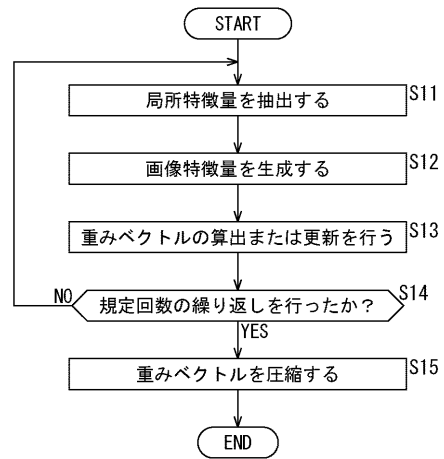 START
局所特徴量を抽出する
S11
画像特徴量を生成する
S12
重みベクトルの算出または更新を行う
S13
NO
規定回数の繰り返しを行ったか？
S14
YES
重みベクトルを圧縮する
S15
END